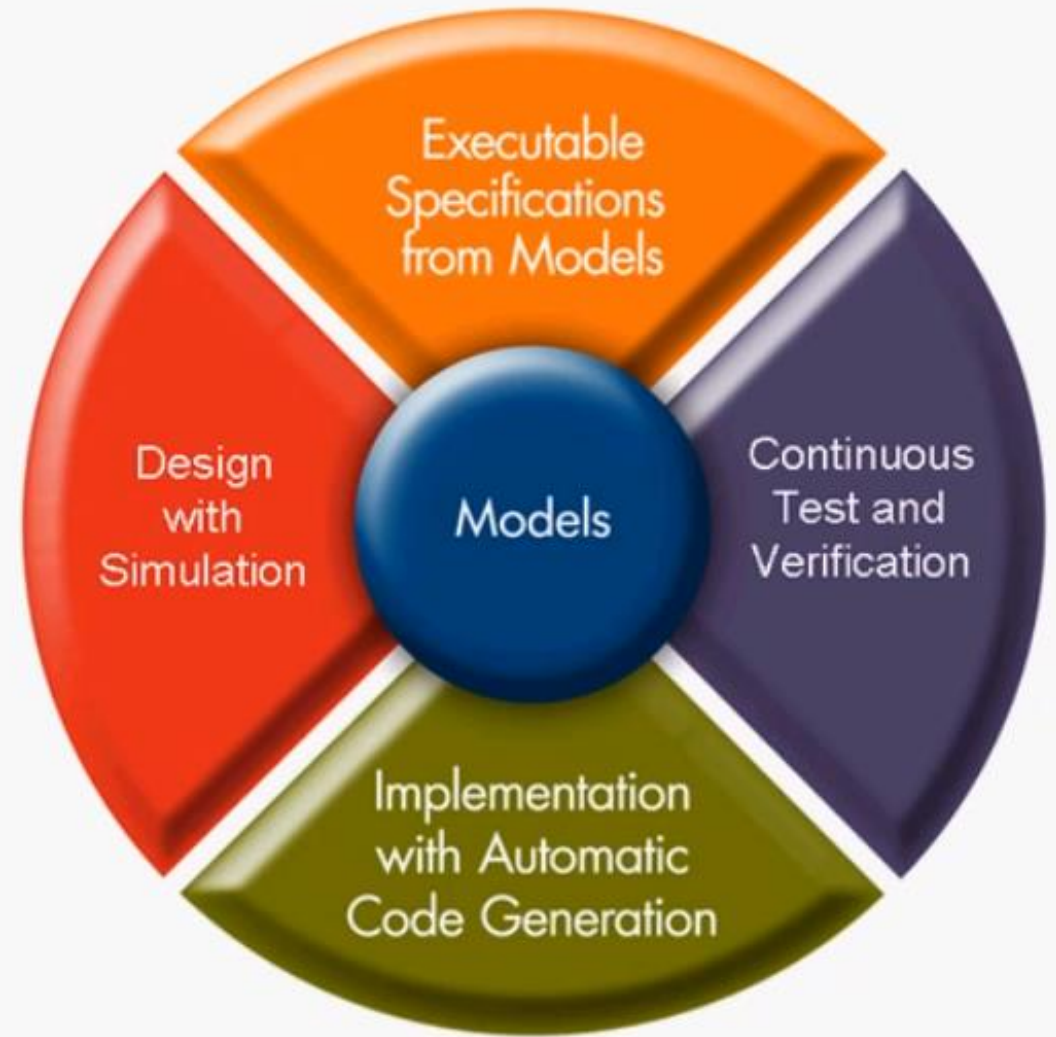 Executable
Specifications
from Models
Design
with
Simulation
Models
Continuous
Test and
Verification
Implementation
with Automatic
Code Generation